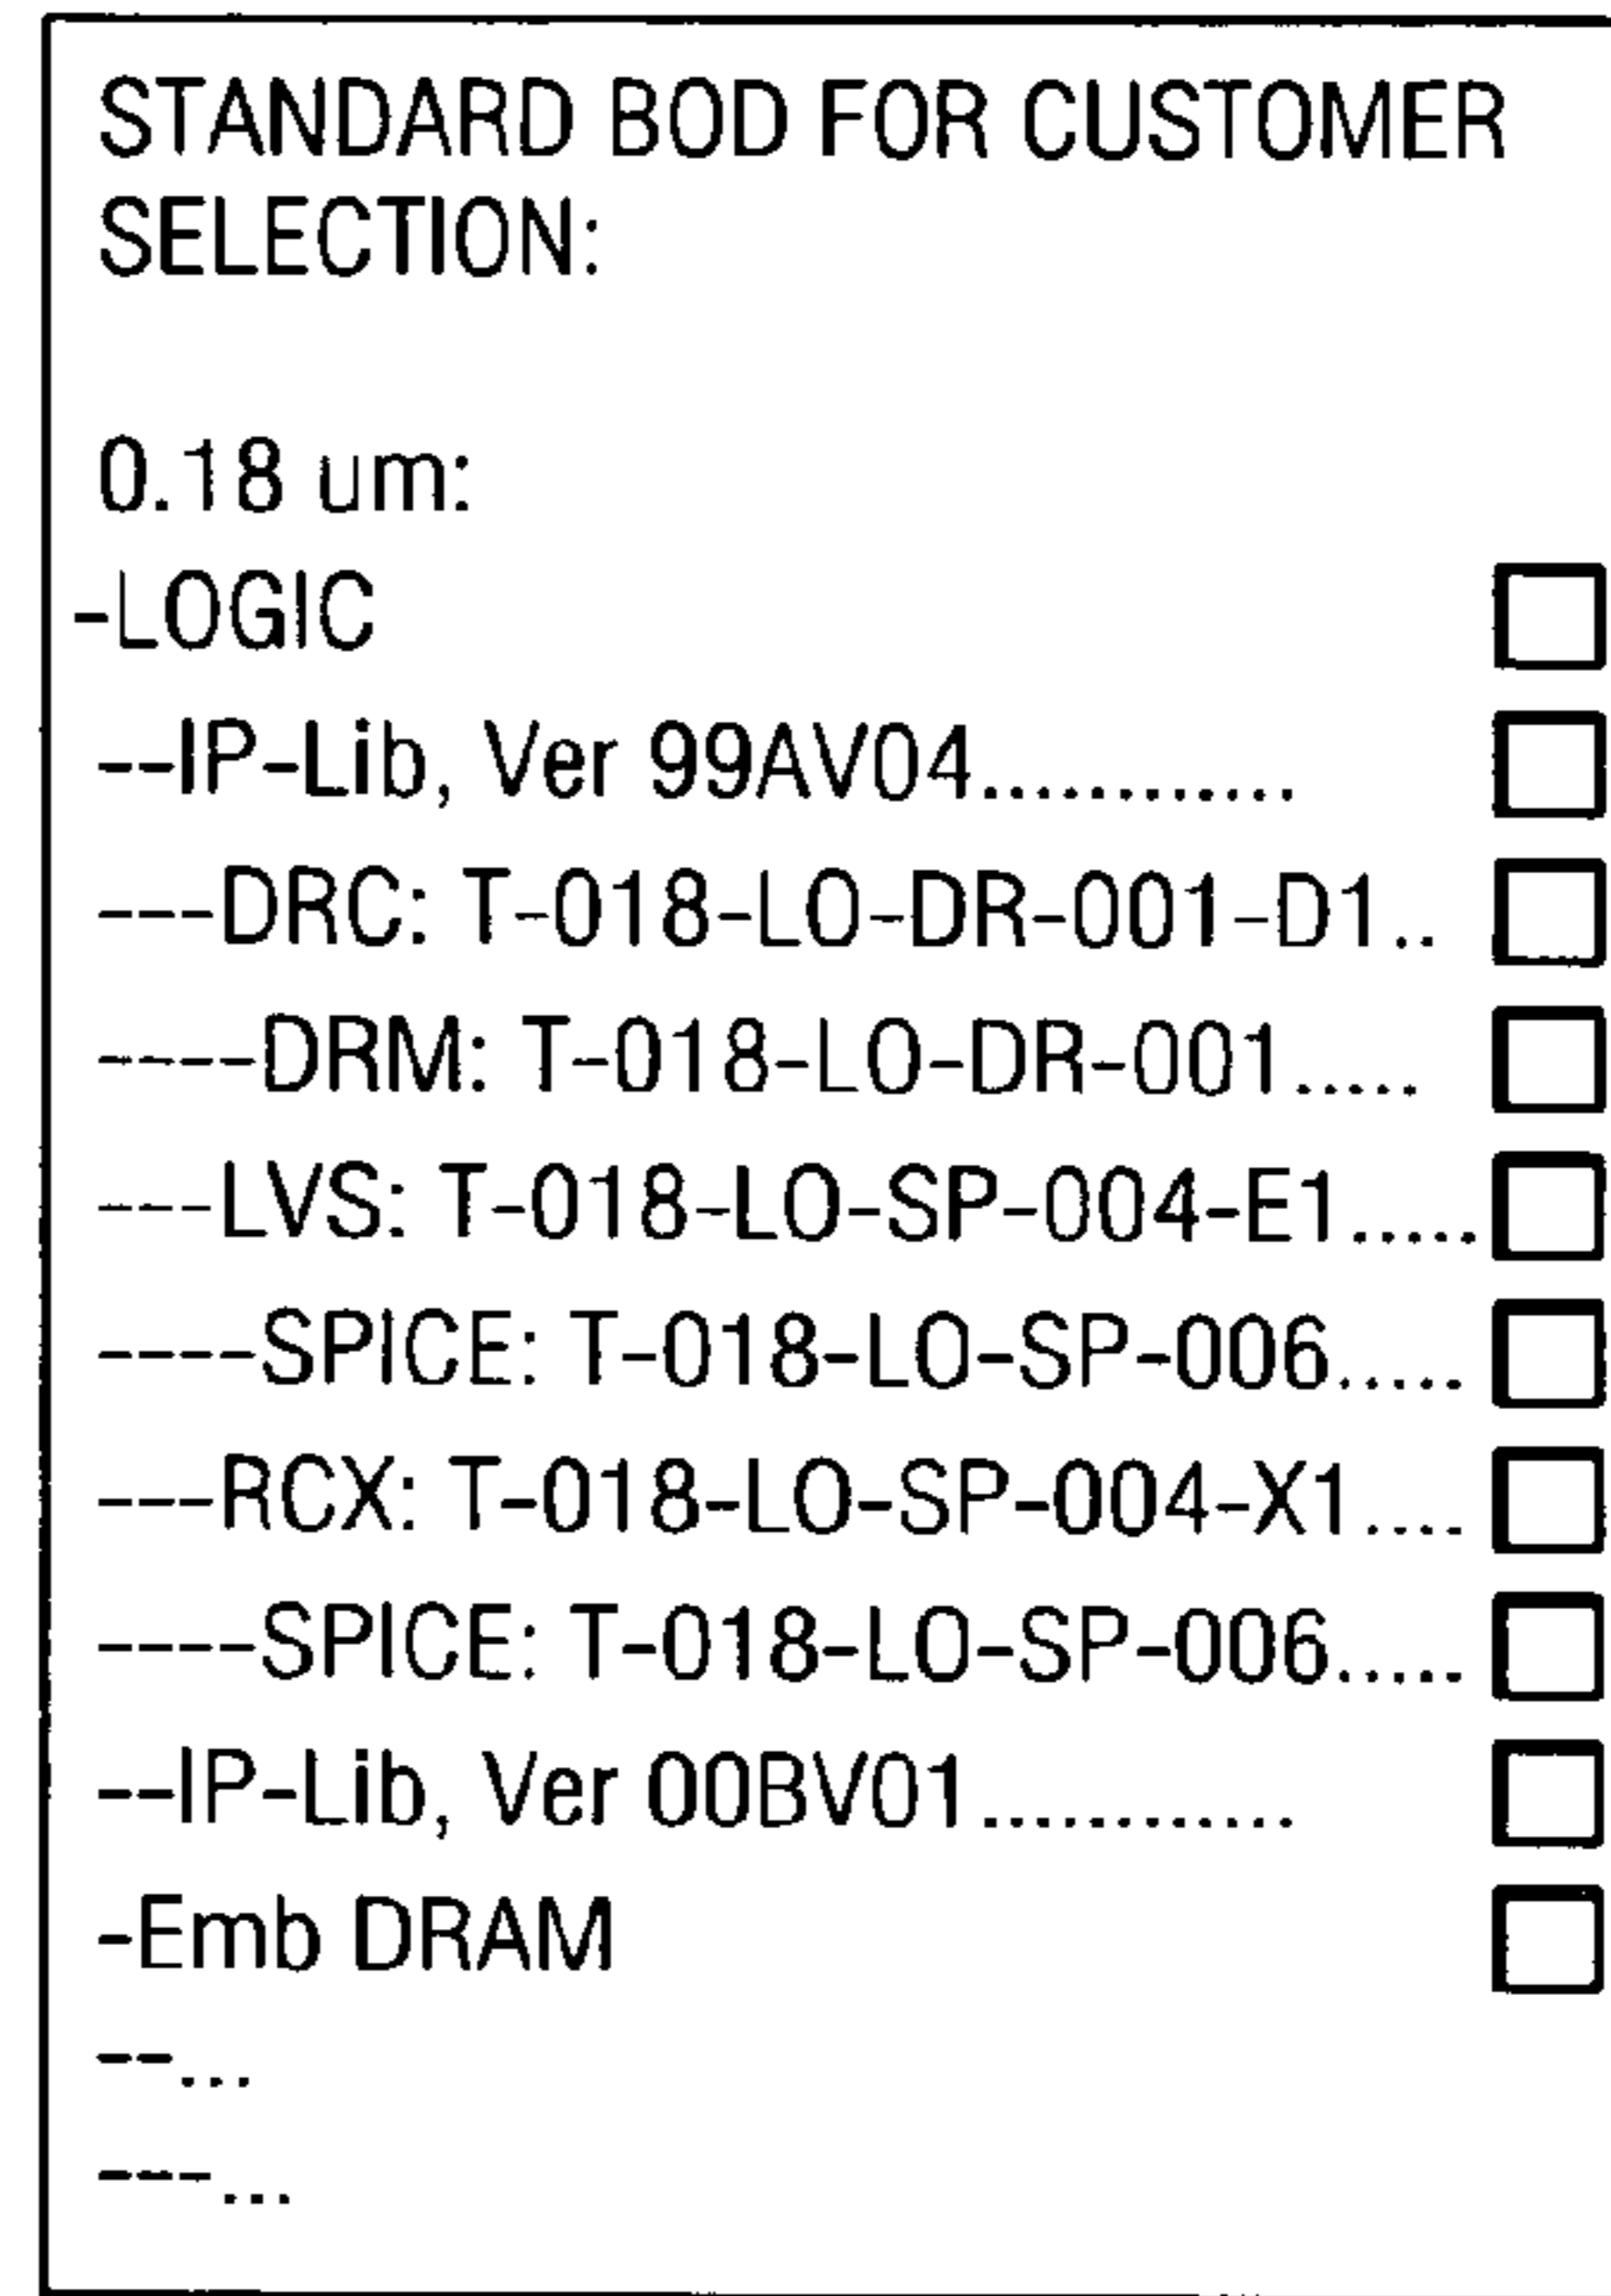 STANDARD BOD FOR CUSTOMER
SELECTION:
0.18 um:
-LOGIC
--IP-Lib, Ver 99AV04............
---DRC: T-018-LO-DR-001-D1..
----DRM: T-018-LO-DR-001.....
---LVS: T-018-LO-SP-004-E1.....
----SPICE: T-018-LO-SP-006.....
---RCX: T-018-LO-SP-004-X1....
----SPICE: T-018-LO-SP-006.....
--IP-Lib, Ver 00BV01............
-Emb DRAM
--...
---...